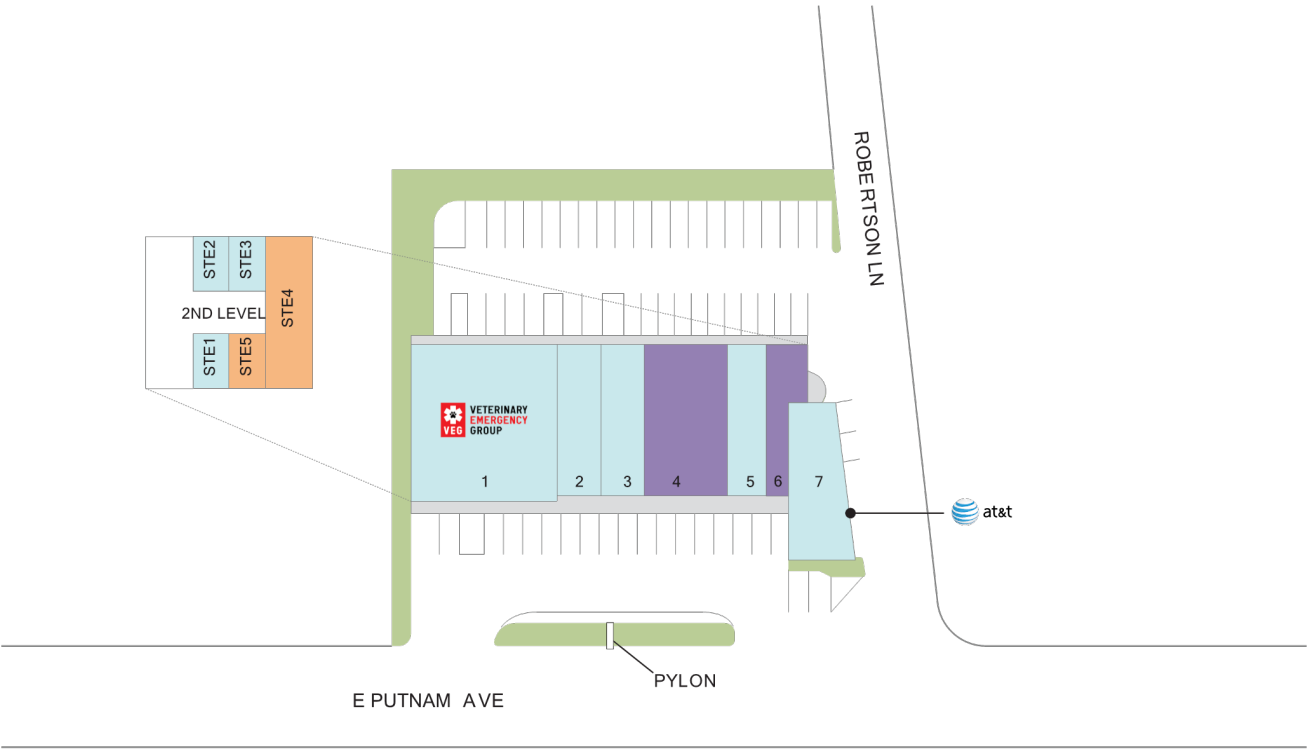 ROBERTSON LN
STE2
STE3
STE4
2ND LEVEL
STE1
STE5
VEG
VETERINARY
EMERGENCY
GROUP
1
2
3
4
5
6
7
at&t
PYLON
E PUTNAM AVE